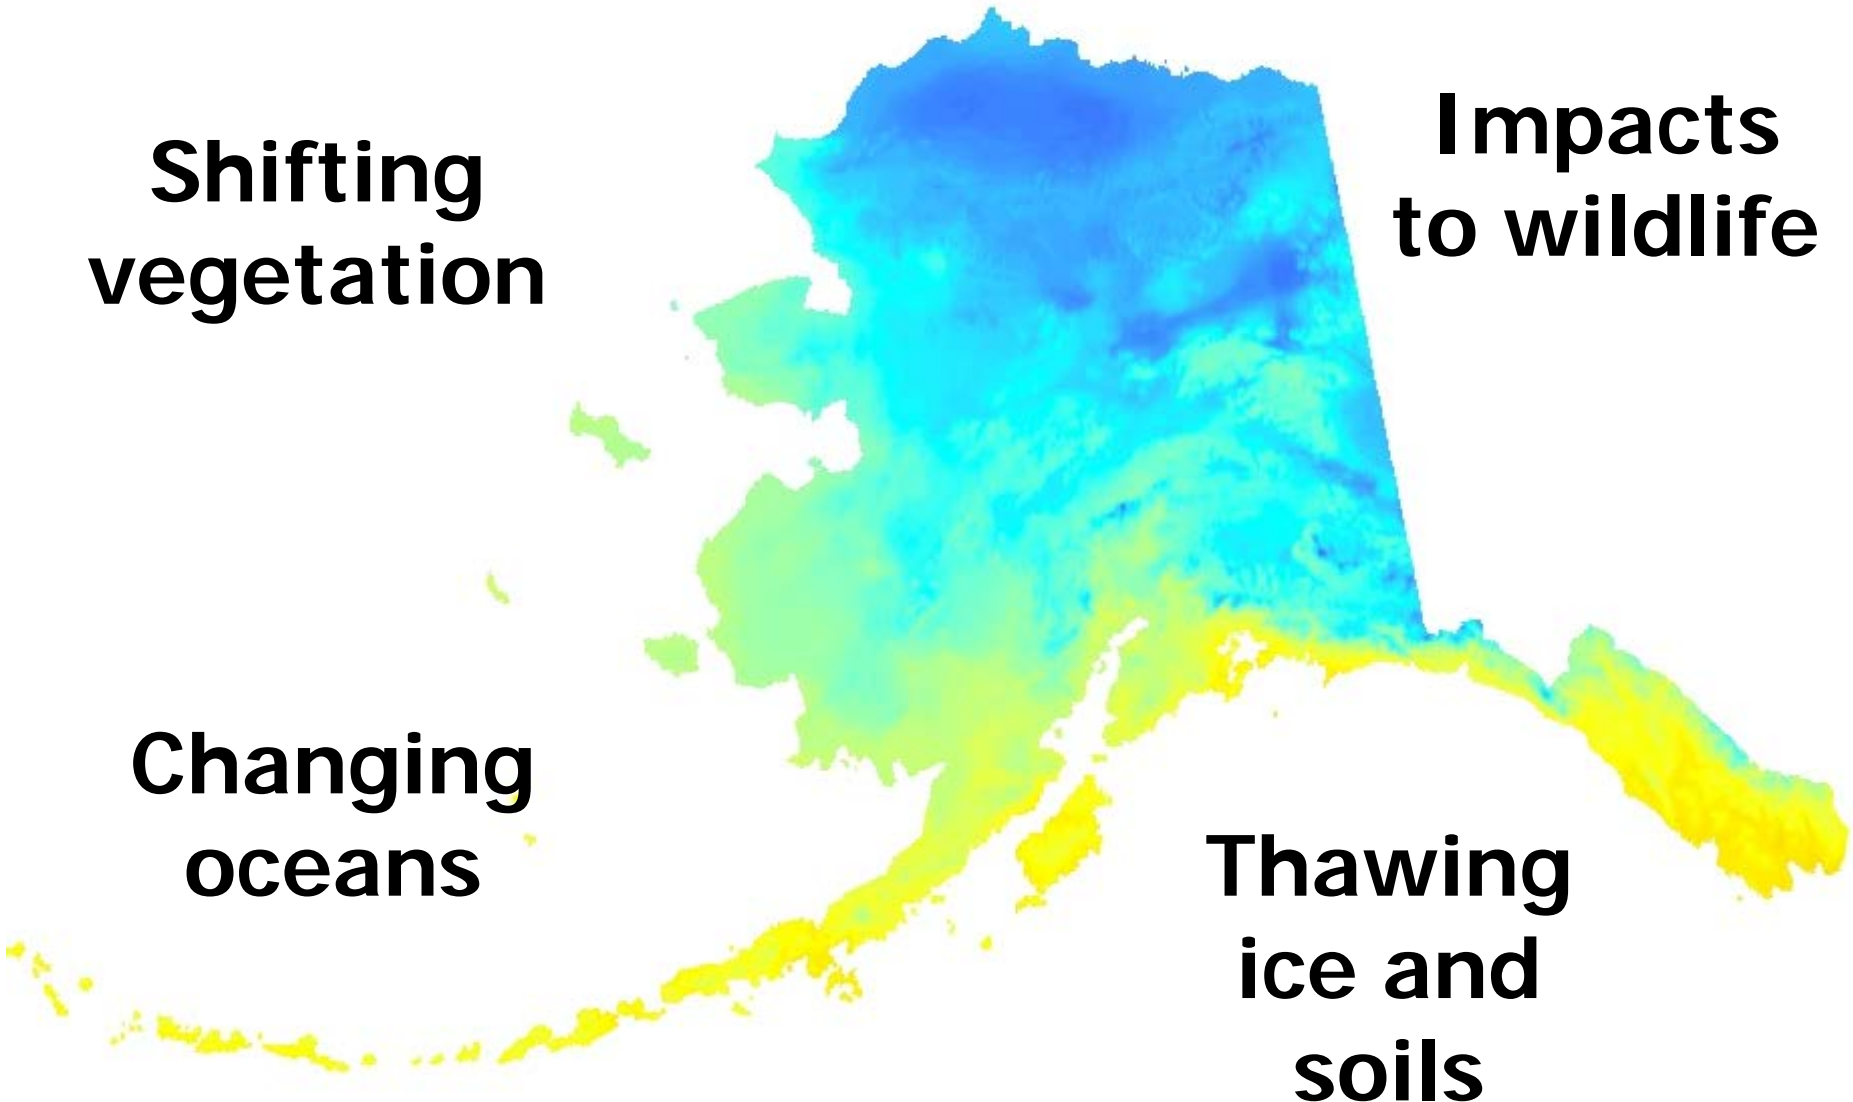 Shifting
vegetation
Impacts
to wildlife
Changing
oceans
Thawing
ice and
soils